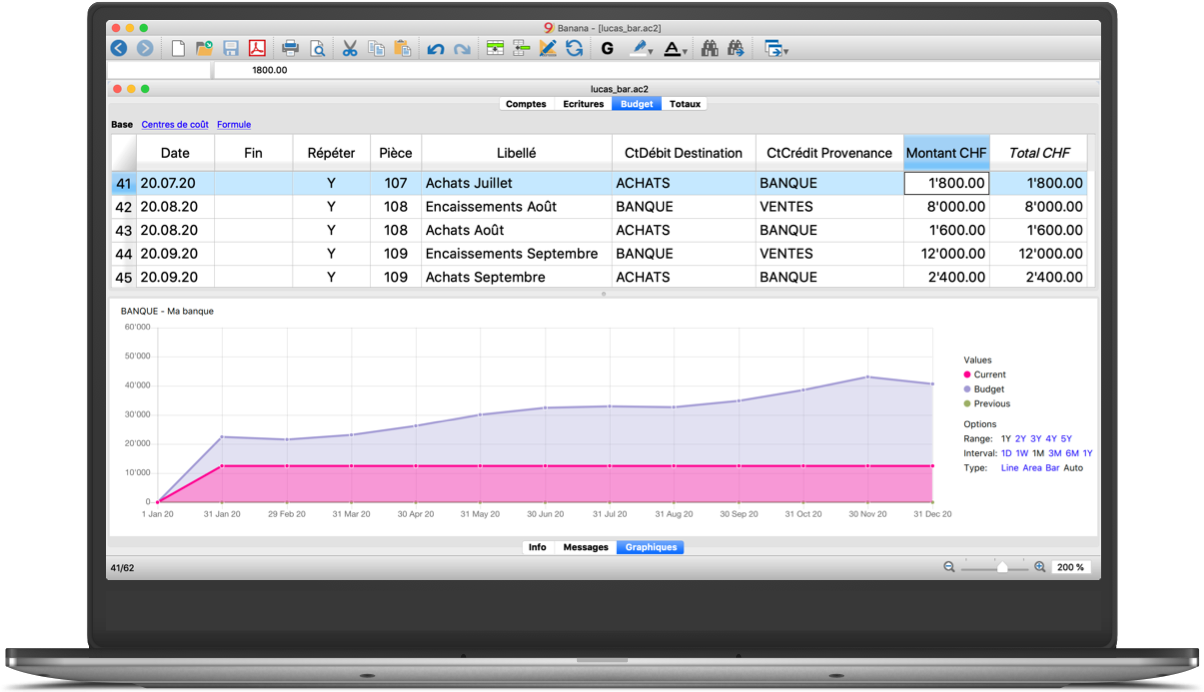 Banana - [lucas_bar.ac2]
G A
1800.00
lucas_bar.ac2
Comptes Ecritures Budget Totaux
Base Centres de coût Formule
Date Fin Répéter Pièce Libellé CtDébit Destination CtCrédit Provenance Montant CHF Total CHF
41 20.07.20 Y 107 Achats Juillet ACHATS BANQUE 1'800.00 1'800.00
42 20.08.20 Y 108 Encaissements Août BANQUE VENTES 8'000.00 8'000.00
43 20.08.20 Y 108 Achats Août ACHATS BANQUE 1'600.00 1'600.00
44 20.09.20 Y 109 Encaissements Septembre BANQUE VENTES 12'000.00 12'000.00
45 20.09.20 Y 109 Achats Septembre ACHATS BANQUE 2'400.00 2'400.00
BANQUE - Ma banque
60'000
50'000
40'000
30'000
20'000
10'000
0
1 Jan 20 31 Jan 20 29 Feb 20 31 Mar 20 30 Apr 20 31 May 20 30 Jun 20 31 Jul 20 31 Aug 20 30 Sep 20 31 Oct 20 30 Nov 20 31 Dec 20
Values
Current
Budget
Previous
Options
Range: 1Y 2Y 3Y 4Y 5Y
Interval: 1D 1W 1M 3M 6M 1Y
Type: Line Area Bar Auto
Info Messages Graphiques
41/62
200 %